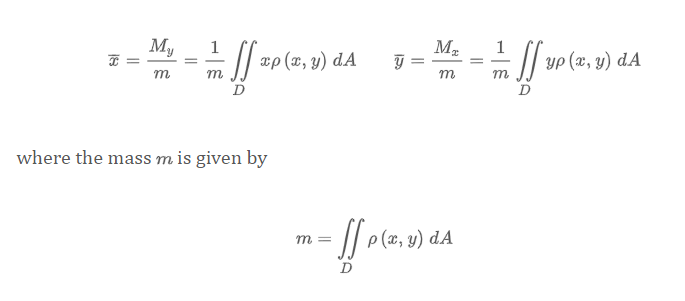 x̅ = M_y/m = 1/m ∬_D xρ(x, y) dA    y̅ = M_x/m = 1/m ∬_D yρ(x, y) dA
where the mass m is given by
m = ∬_D ρ(x, y) dA